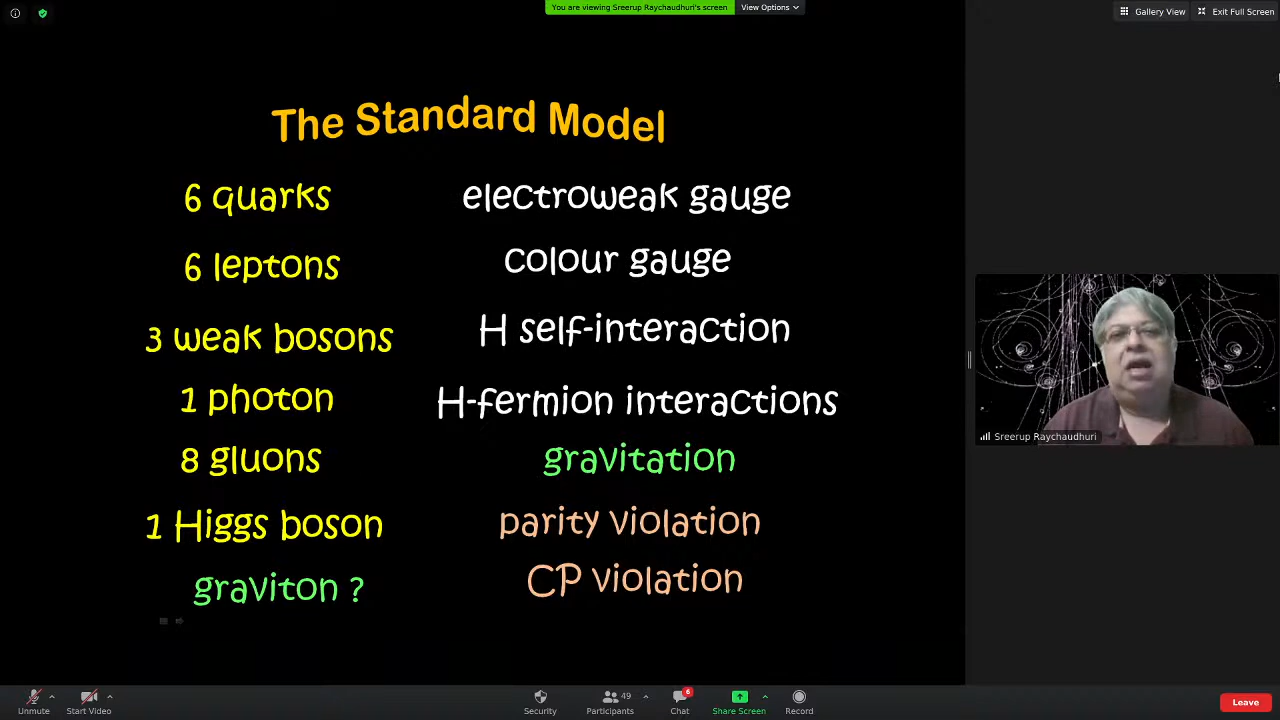 You are viewing Sreerup Raychaudhuri's screen
View Options
Gallery View
Exit Full Screen
The Standard Model
6 quarks
electroweak gauge
6 leptons
colour gauge
3 weak bosons
H self-interaction
1 photon
H-fermion interactions
8 gluons
gravitation
1 Higgs boson
parity violation
graviton ?
CP violation
Sreerup Raychaudhuri
Unmute
Start Video
Security
Participants
49
Chat
6
Share Screen
Record
Leave